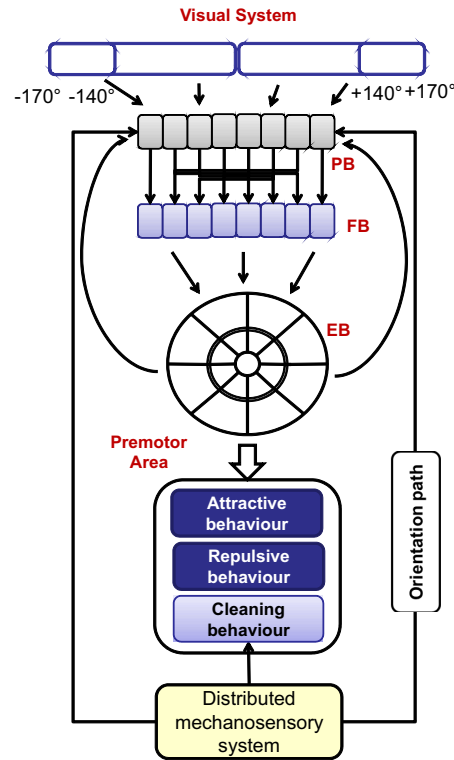 Visual System
-170° -140°
+140° +170°
PB
FB
EB
Premotor
Area
Attractive
behaviour
Repulsive
behaviour
Cleaning
behaviour
Orientation path
Distributed
mechanosensory
system